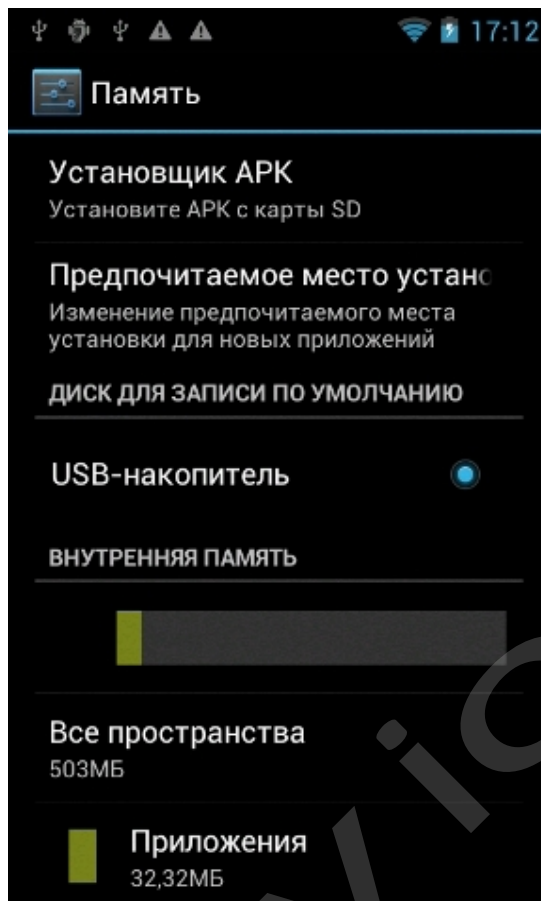 17:12
Память
Установщик APK
Установите APK с карты SD
Предпочитаемое место устано
Изменение предпочитаемого места
установки для новых приложений
ДИСК ДЛЯ ЗАПИСИ ПО УМОЛЧАНИЮ
USB-накопитель
ВНУТРЕННЯЯ ПАМЯТЬ
Все пространства
503МБ
Приложения
32,32МБ